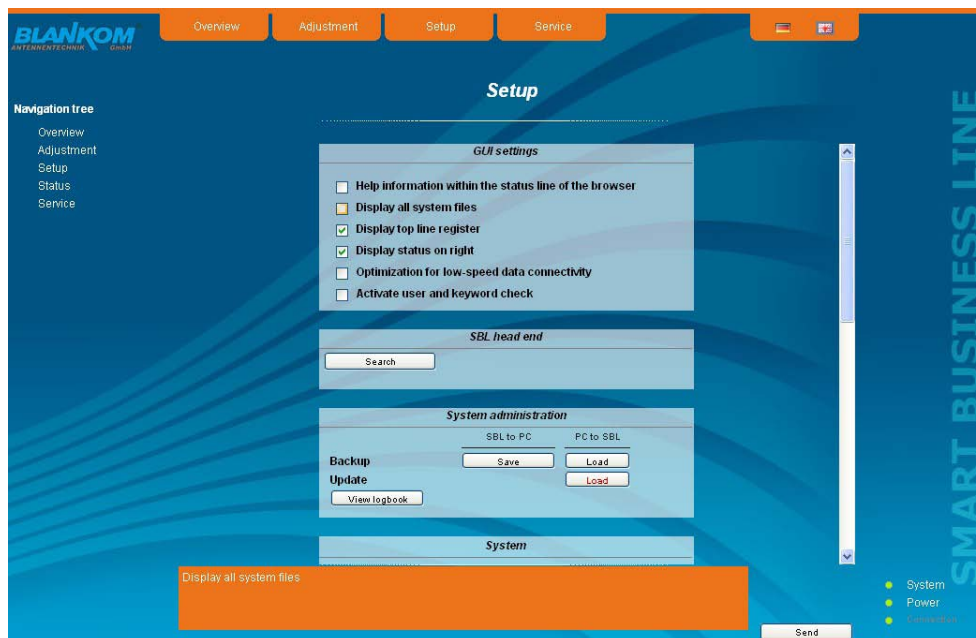 BLANKOM
ANTENNENTECHNIK GmbH
Overview Adjustment Setup Service
Setup
Navigation tree
Overview
Adjustment
Setup
Status
Service
GUI settings
Help information within the status line of the browser
Display all system files
Display top line register
Display status on right
Optimization for low-speed data connectivity
Activate user and keyword check
SBL head end
Search
System administration
SBL to PC PC to SBL
Backup Save Load
Update Load
View logbook
System
Display all system files
SMART BUSINESS LINE
System
Power
Connection
Send